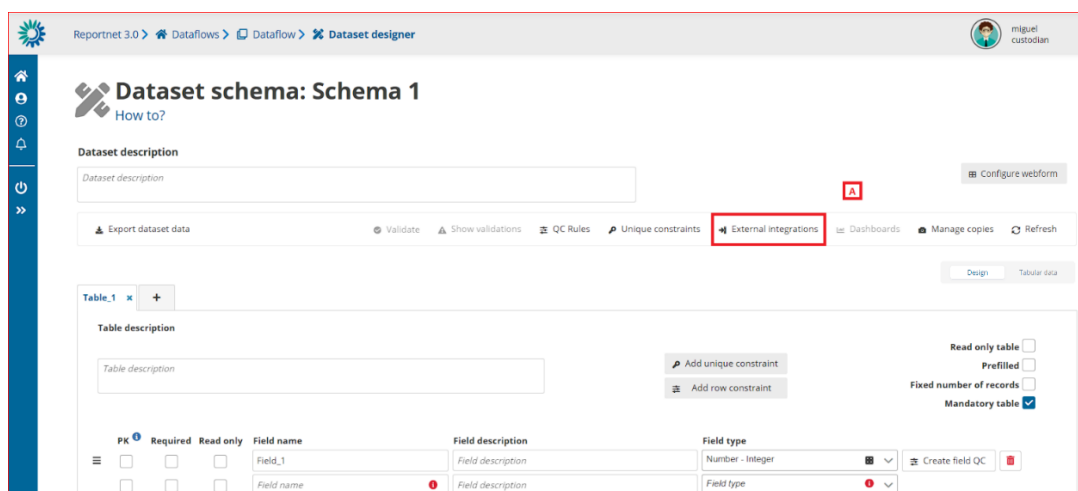 Reportnet 3.0 Dataflows Dataflow Dataset designer
miguel
custodian
Dataset schema: Schema 1
How to?
Dataset description
Dataset description
Configure webform
A
Export dataset data Validate Show validations QC Rules Unique constraints External integrations Dashboards Manage copies Refresh
Design Tabular data
Table_1 x +
Table description
Table description
Add unique constraint
Add row constraint
Read only table
Prefilled
Fixed number of records
Mandatory table
PK Required Read only Field name Field description Field type
Field_1 Field description Number - Integer Create field QC
Field name Field description Field type